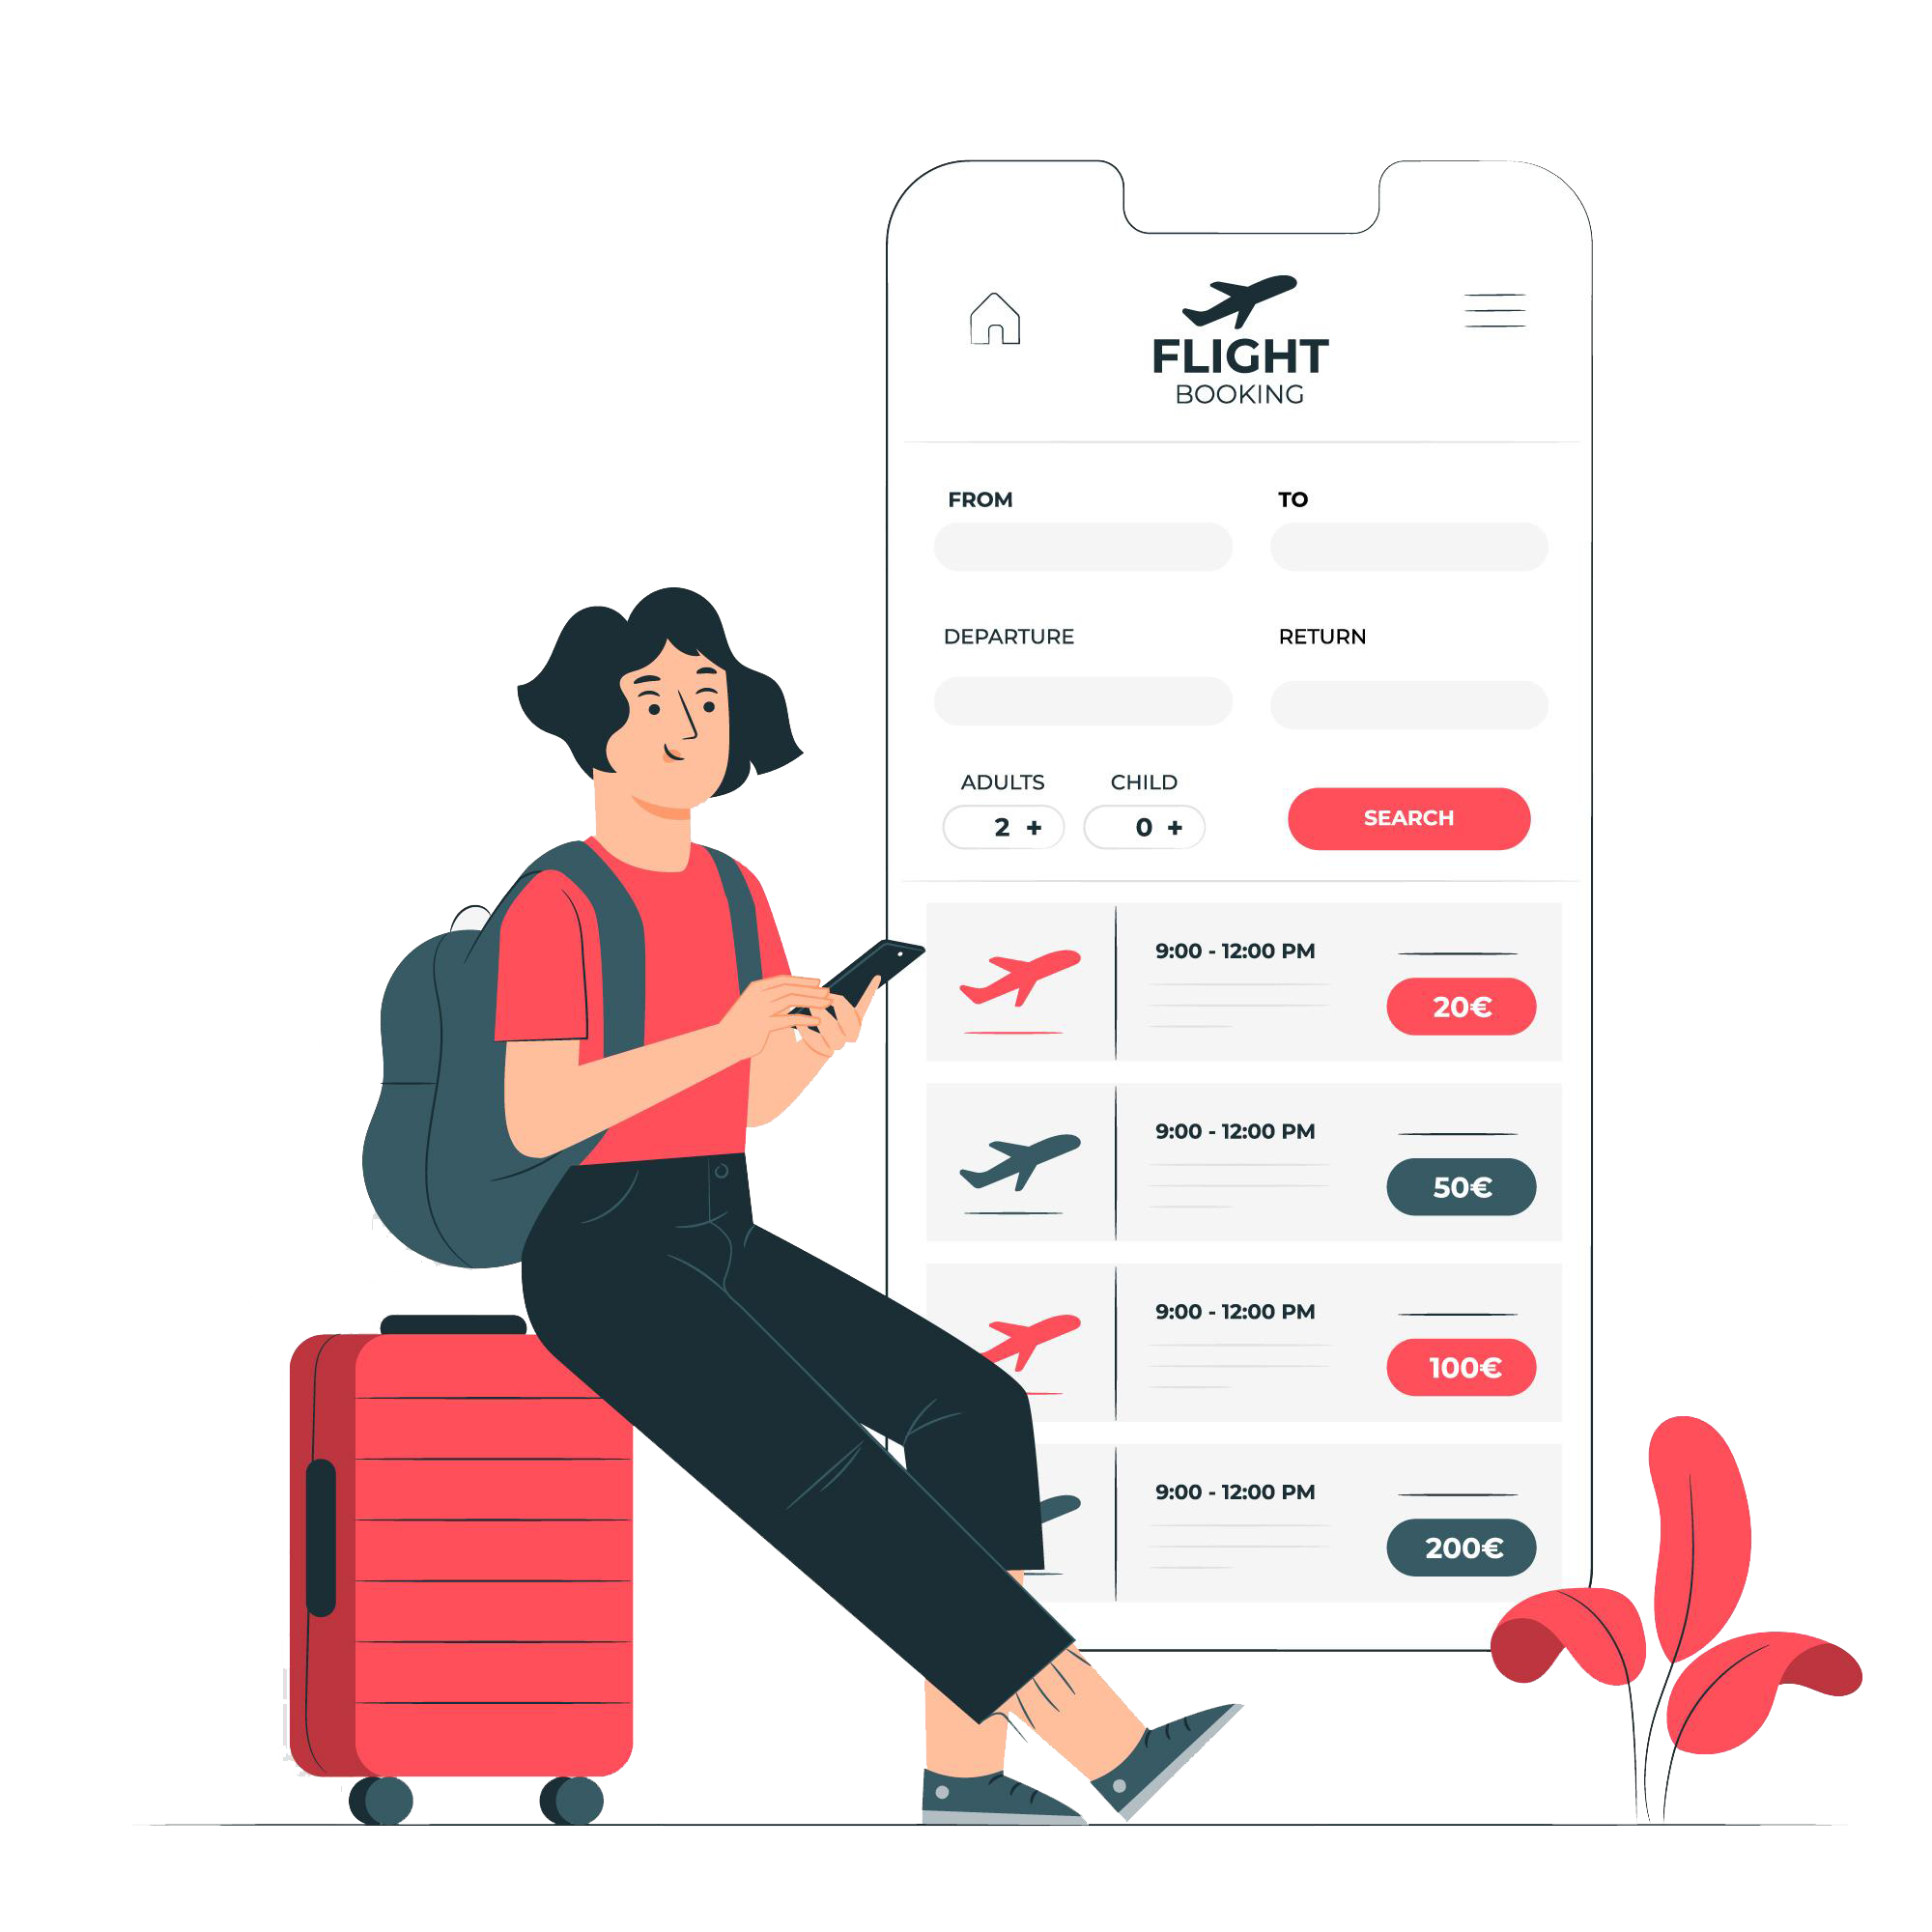 FLIGHT
BOOKING
FROM TO
DEPARTURE RETURN
ADULTS CHILD
2 + 0 + SEARCH
9:00 - 12:00 PM
20€
9:00 - 12:00 PM
50€
9:00 - 12:00 PM
100€
9:00 - 12:00 PM
200€